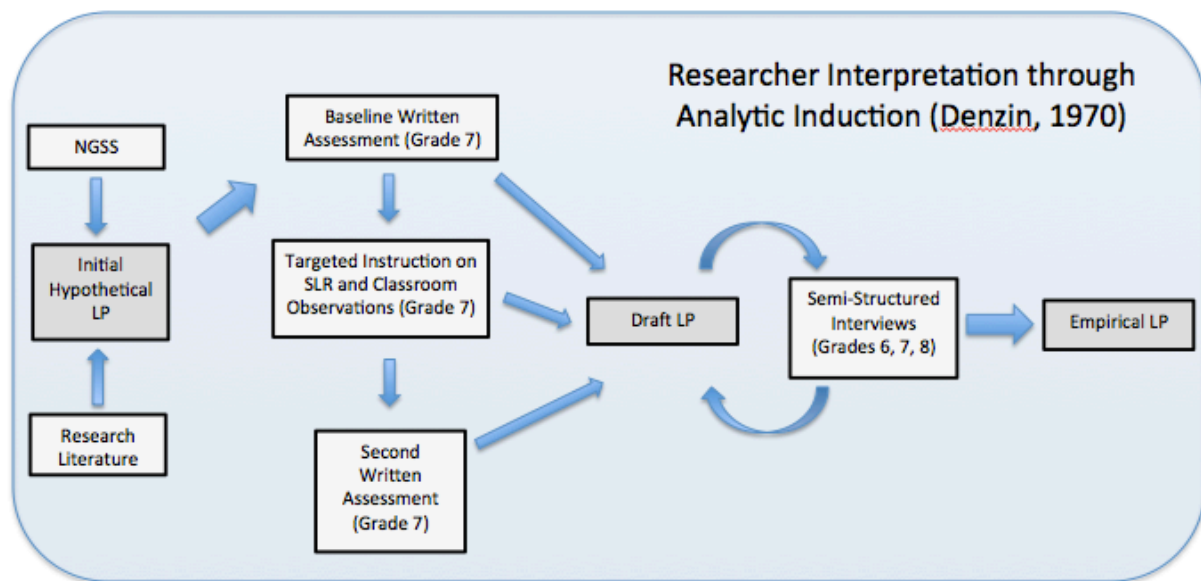 Researcher Interpretation through
Analytic Induction (Denzin, 1970)
NGSS
Initial
Hypothetical
LP
Research
Literature
Baseline Written
Assessment (Grade 7)
Targeted Instruction on
SLR and Classroom
Observations (Grade 7)
Second
Written
Assessment
(Grade 7)
Draft LP
Semi-Structured
Interviews
(Grades 6, 7, 8)
Empirical LP